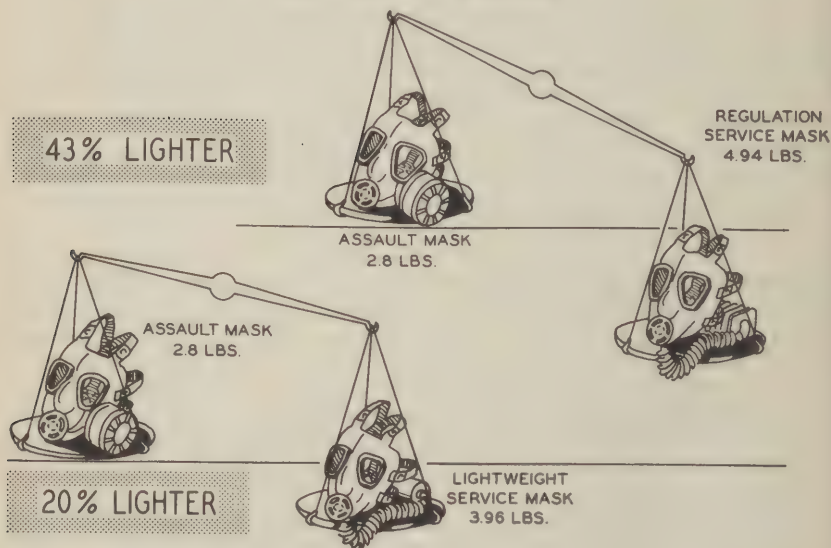 43% LIGHTER
REGULATION
SERVICE MASK
4.94 LBS.
ASSAULT MASK
2.8 LBS.
ASSAULT MASK
2.8 LBS.
20% LIGHTER
LIGHTWEIGHT
SERVICE MASK
3.96 LBS.